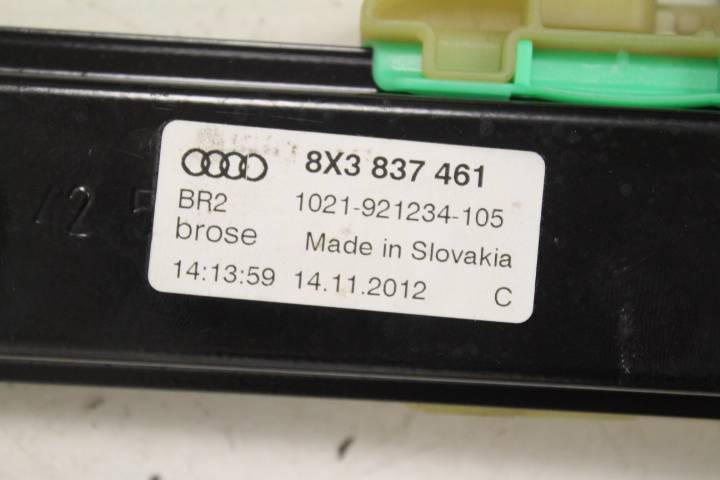 8X3 837 461
BR2 1021-921234-105
brose Made in Slovakia
14:13:59 14.11.2012 C